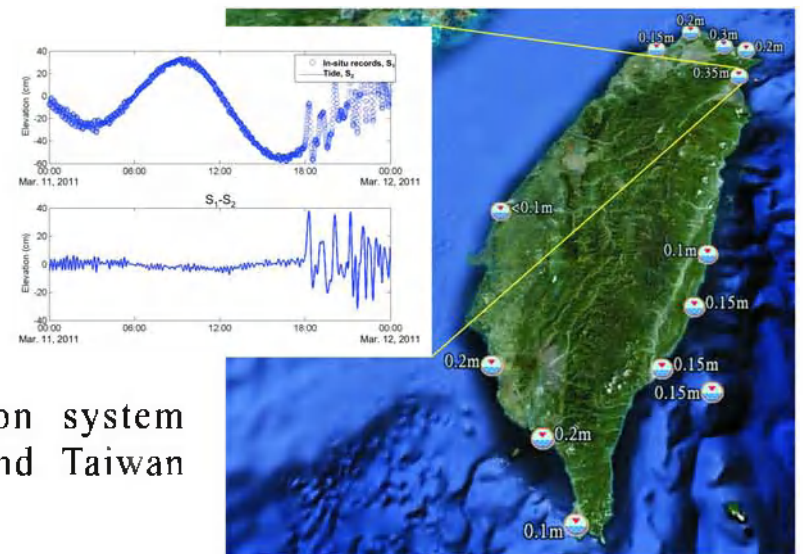 In-situ records, S₁
Tide, S₂
Elevation (cm)
40
20
0
-20
-40
-60
00:00 06:00 12:00 18:00 00:00
Mar. 11, 2011 Mar. 12, 2011
S₁-S₂
Elevation (cm)
40
20
0
-20
-40
00:00 06:00 12:00 18:00 00:00
Mar. 11, 2011 Mar. 12, 2011
0.2m
0.15m
0.3m
0.2m
0.35m
<0.1m
0.1m
0.15m
0.2m
0.15m
0.15m
0.2m
0.1m
on system
nd Taiwan